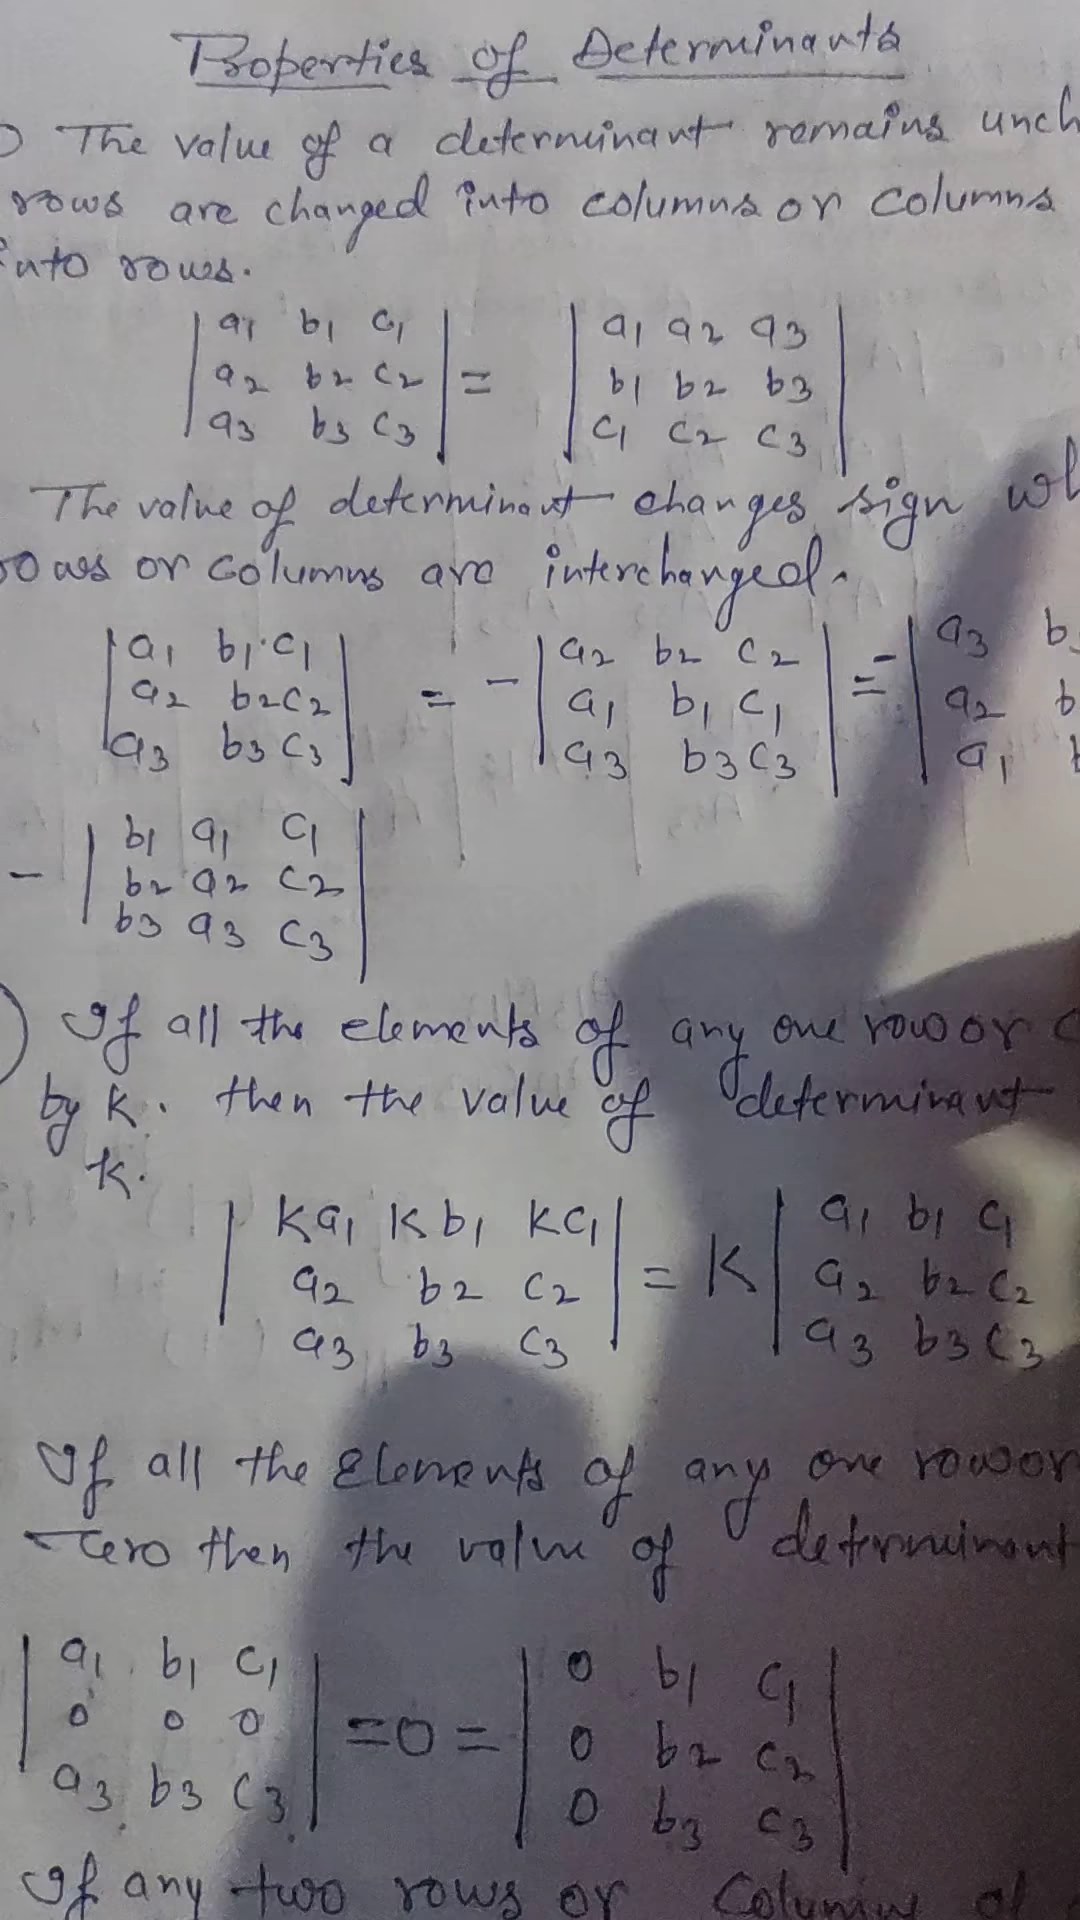 Properties of Determinants
The value of a determinant remains unch
rows are changed into columns or columns
into rows.
| a1 b1 c1 | = | a1 a2 a3 |
| a2 b2 c2 | | b1 b2 b3 |
| a3 b3 c3 | | c1 c2 c3 |
The value of determinant changes sign wh
rows or columns are interchanged.
| a1 b1 c1 | = - | a2 b2 c2 | = - | a3 b
| a2 b2 c2 | | a1 b1 c1 | | a2 b
| a3 b3 c3 | | a3 b3 c3 | | a1 b
- | b1 a1 c1 |
| b2 a2 c2 |
| b3 a3 c3 |
) If all the elements of any one row or c
by k. then the value of determinant
k.
| Ka1 Kb1 Kc1 | = K | a1 b1 c1
| a2 b2 c2 | | a2 b2 c2
| a3 b3 c3 | | a3 b3 c3
If all the Elements of any one row or
zero then the value of determinant
| a1 b1 c1 | = 0 = | 0 b1 c1 |
| 0 0 0 | | 0 b2 c2 |
| a3 b3 c3 | | 0 b3 c3 |
If any two rows or Columns of